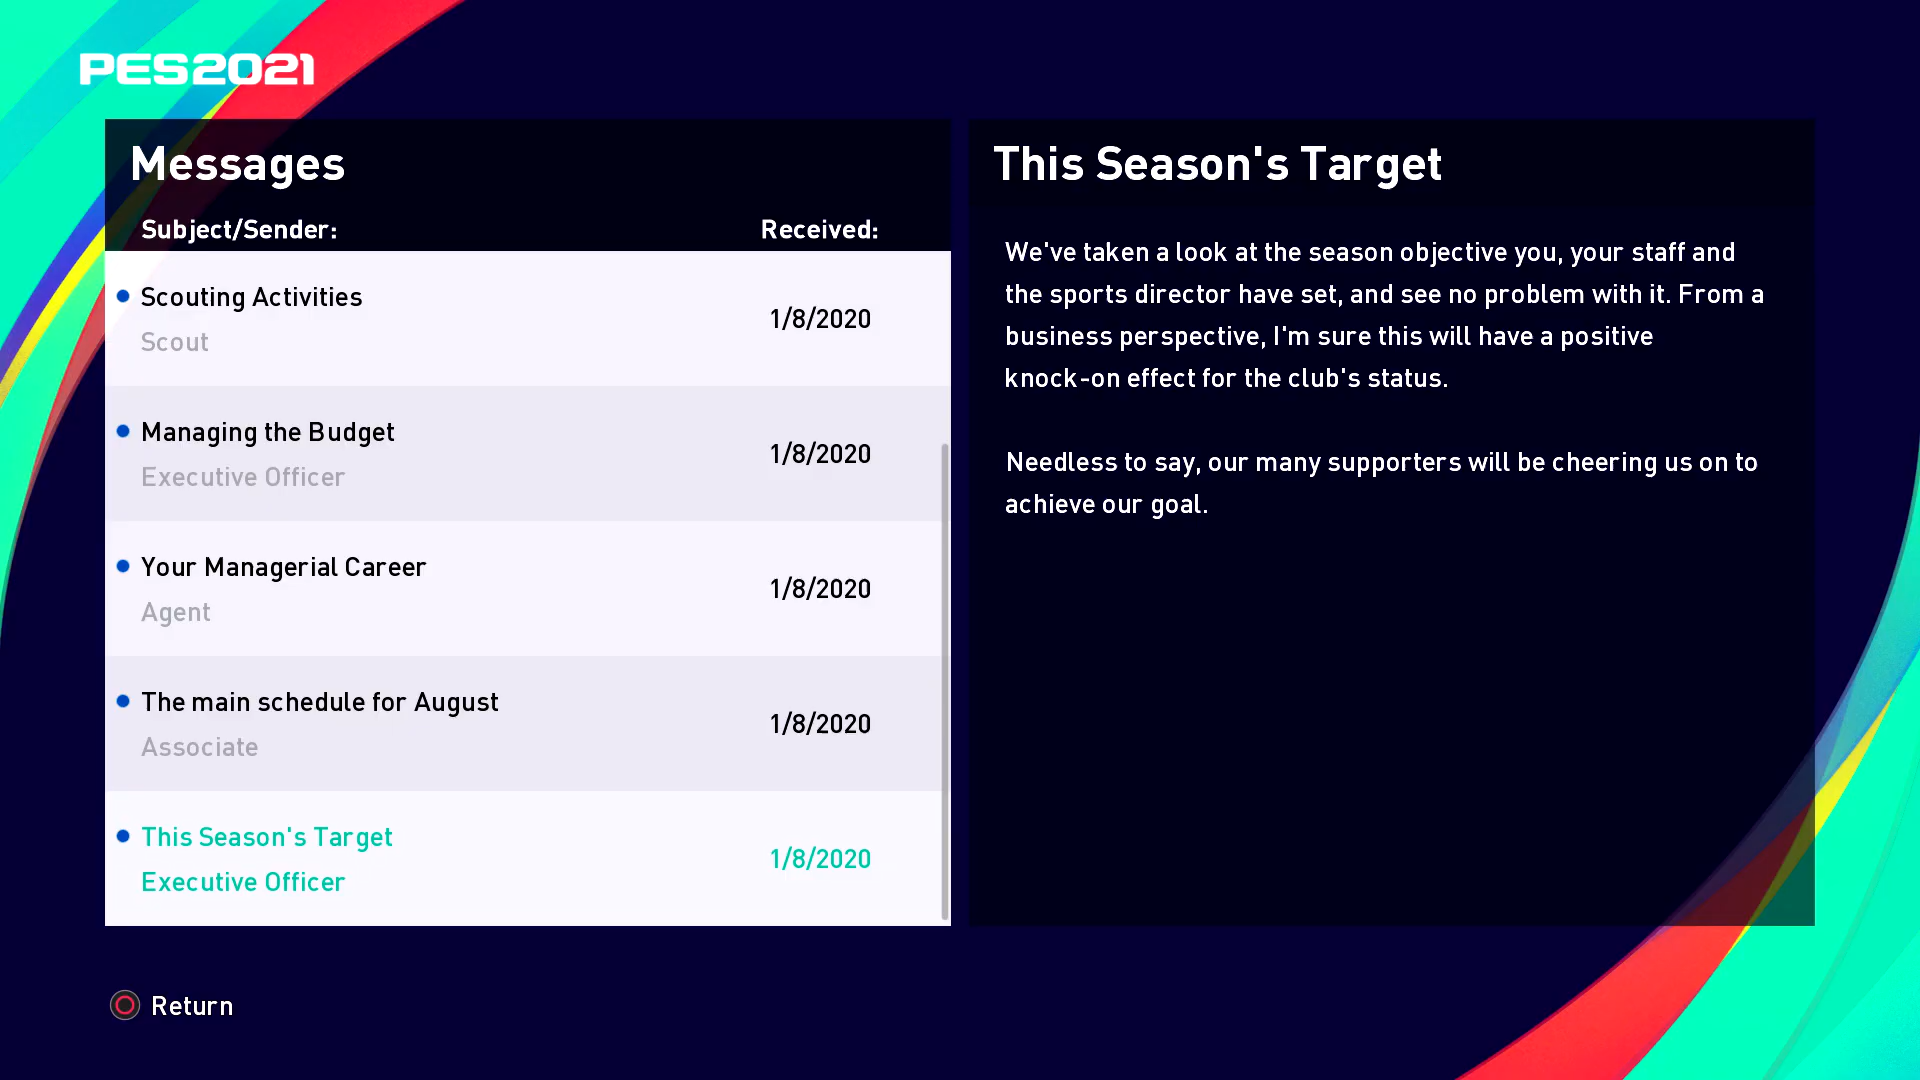 PES2021
Messages
Subject/Sender:
Received:
Scouting Activities
Scout
1/8/2020
Managing the Budget
Executive Officer
1/8/2020
Your Managerial Career
Agent
1/8/2020
The main schedule for August
Associate
1/8/2020
This Season's Target
Executive Officer
1/8/2020
This Season's Target
We've taken a look at the season objective you, your staff and
the sports director have set, and see no problem with it. From a
business perspective, I'm sure this will have a positive
knock-on effect for the club's status.
Needless to say, our many supporters will be cheering us on to
achieve our goal.
Return